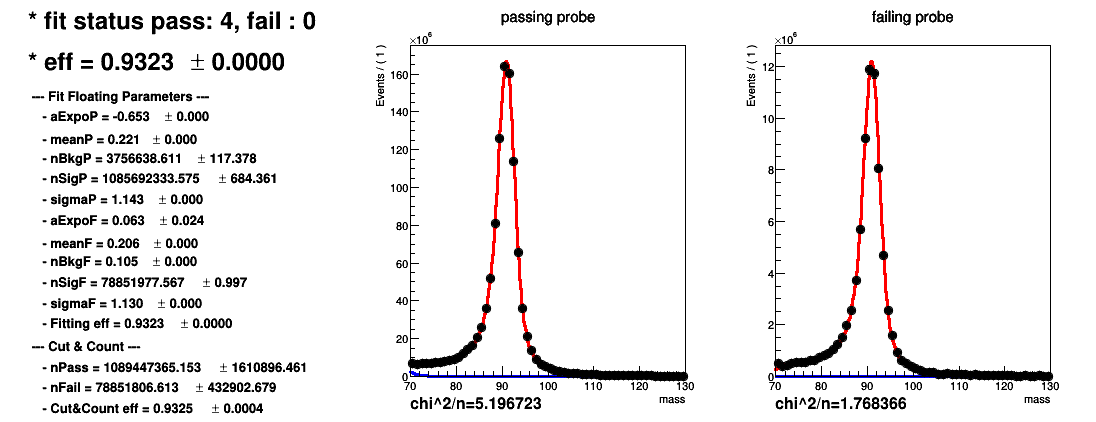 * fit status pass: 4, fail : 0
* eff = 0.9323 ± 0.0000
--- Fit Floating Parameters ---
- aExpoP = -0.653 ± 0.000
- meanP = 0.221 ± 0.000
- nBkgP = 3756638.611 ± 117.378
- nSigP = 1085692333.575 ± 684.361
- sigmaP = 1.143 ± 0.000
- aExpoF = 0.063 ± 0.024
- meanF = 0.206 ± 0.000
- nBkgF = 0.105 ± 0.000
- nSigF = 78851977.567 ± 0.997
- sigmaF = 1.130 ± 0.000
- Fitting eff = 0.9323 ± 0.0000
--- Cut & Count ---
- nPass = 1089447365.153 ± 1610896.461
- nFail = 78851806.613 ± 432902.679
- Cut&Count eff = 0.9325 ± 0.0004
passing probe
×10⁶
Events / ( 1 )
160
140
120
100
80
60
40
20
0
70 80 90 100 110 120 130
mass
chi^2/n=5.196723
failing probe
×10⁶
Events / ( 1 )
12
10
8
6
4
2
0
70 80 90 100 110 120 130
mass
chi^2/n=1.768366